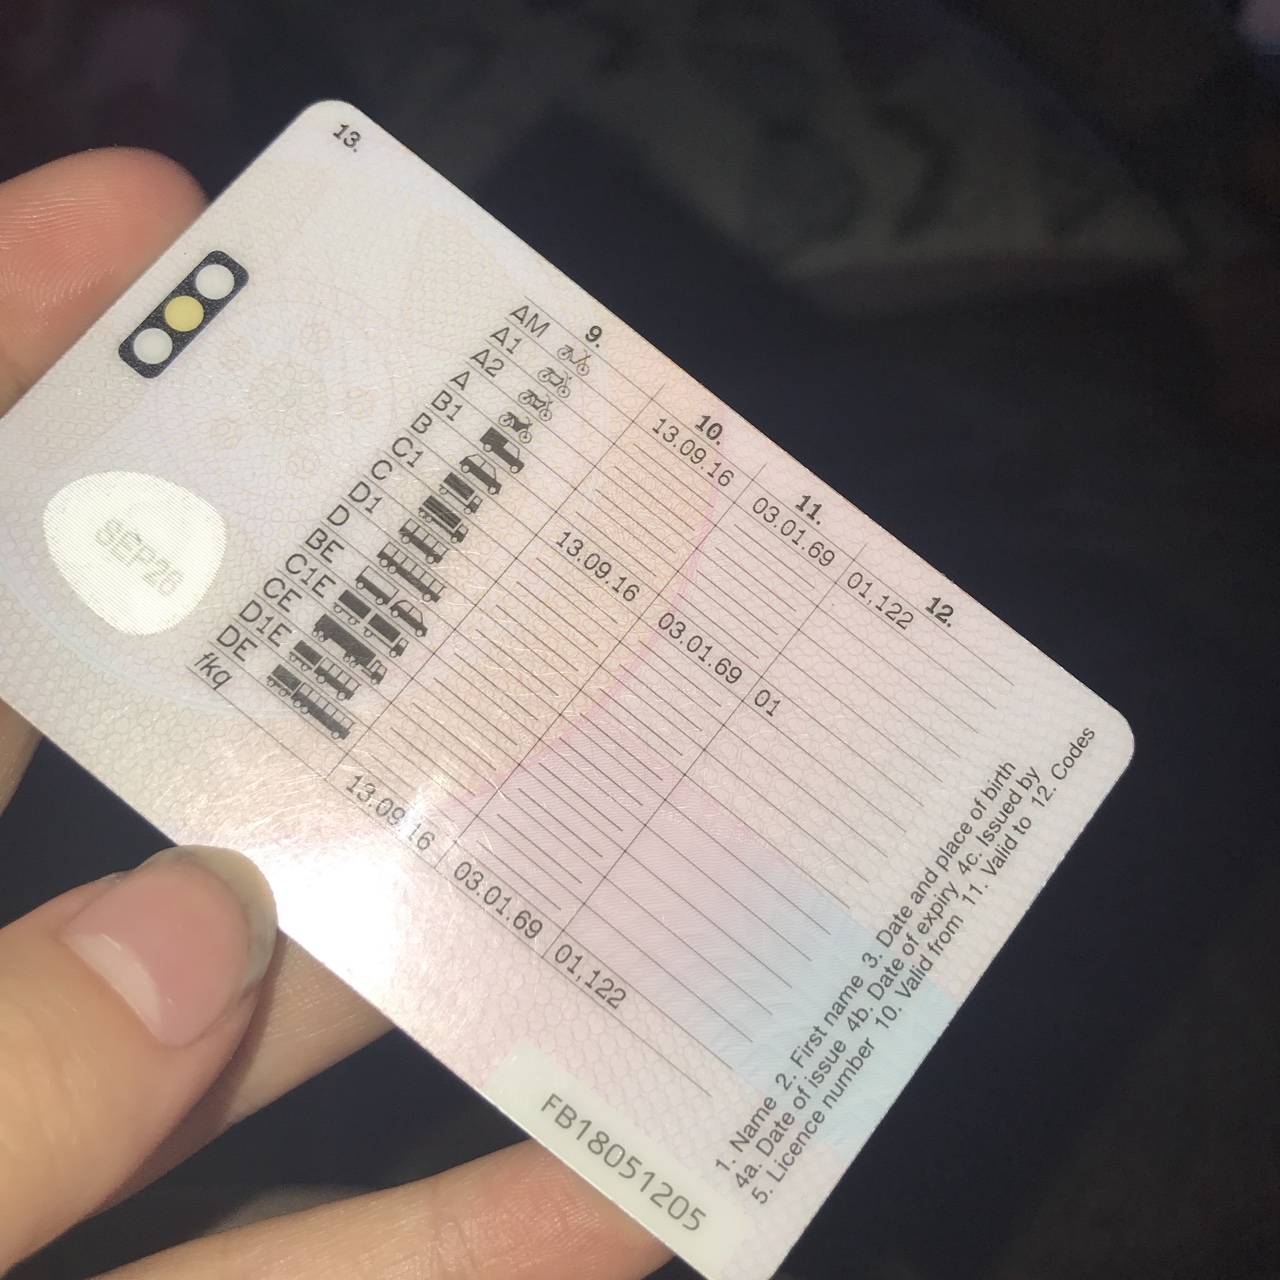 13.
9. 10. 11. 12.
AM 13.09.16 03.01.69 01,122
A1
A2
A
B1
B 13.09.16 03.01.69 01
C1
C
D1
D
BE
C1E
CE
D1E
DE
fkq 13.09.16 03.01.69 01,122
SEP26
FB18051205
1. Name 2. First name 3. Date and place of birth
4a. Date of issue 4b. Date of expiry 4c. Issued by
5. Licence number 10. Valid from 11. Valid to 12. Codes